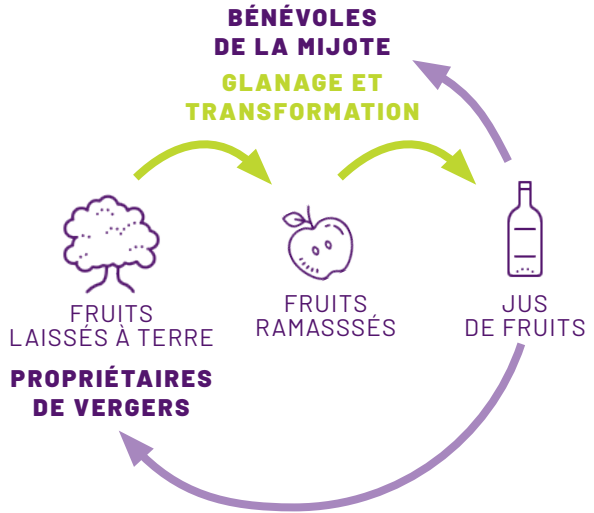 BÉNÉVOLES
DE LA MIJOTE
GLANAGE ET
TRANSFORMATION
FRUITS
LAISSÉS À TERRE
FRUITS
RAMASSSÉS
JUS
DE FRUITS
PROPRIÉTAIRES
DE VERGERS